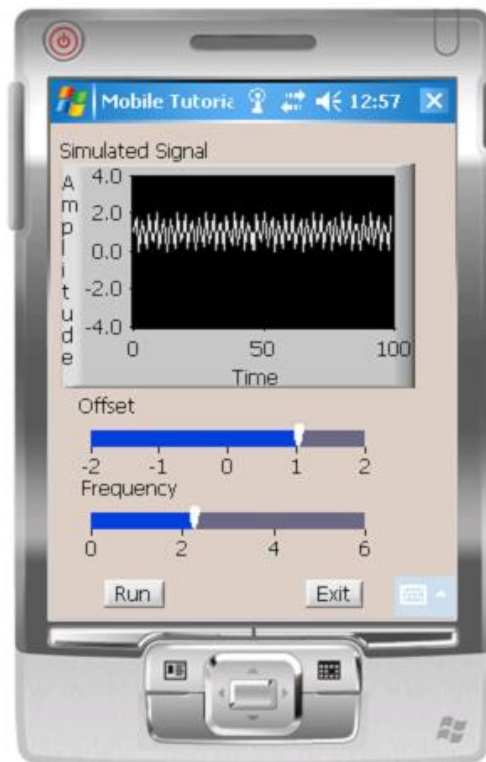 Mobile Tutoria 12:57
Simulated Signal
Amplitude
4.0
2.0
0.0
-2.0
-4.0
0 50 100
Time
Offset
-2 -1 0 1 2
Frequency
0 2 4 6
Run Exit